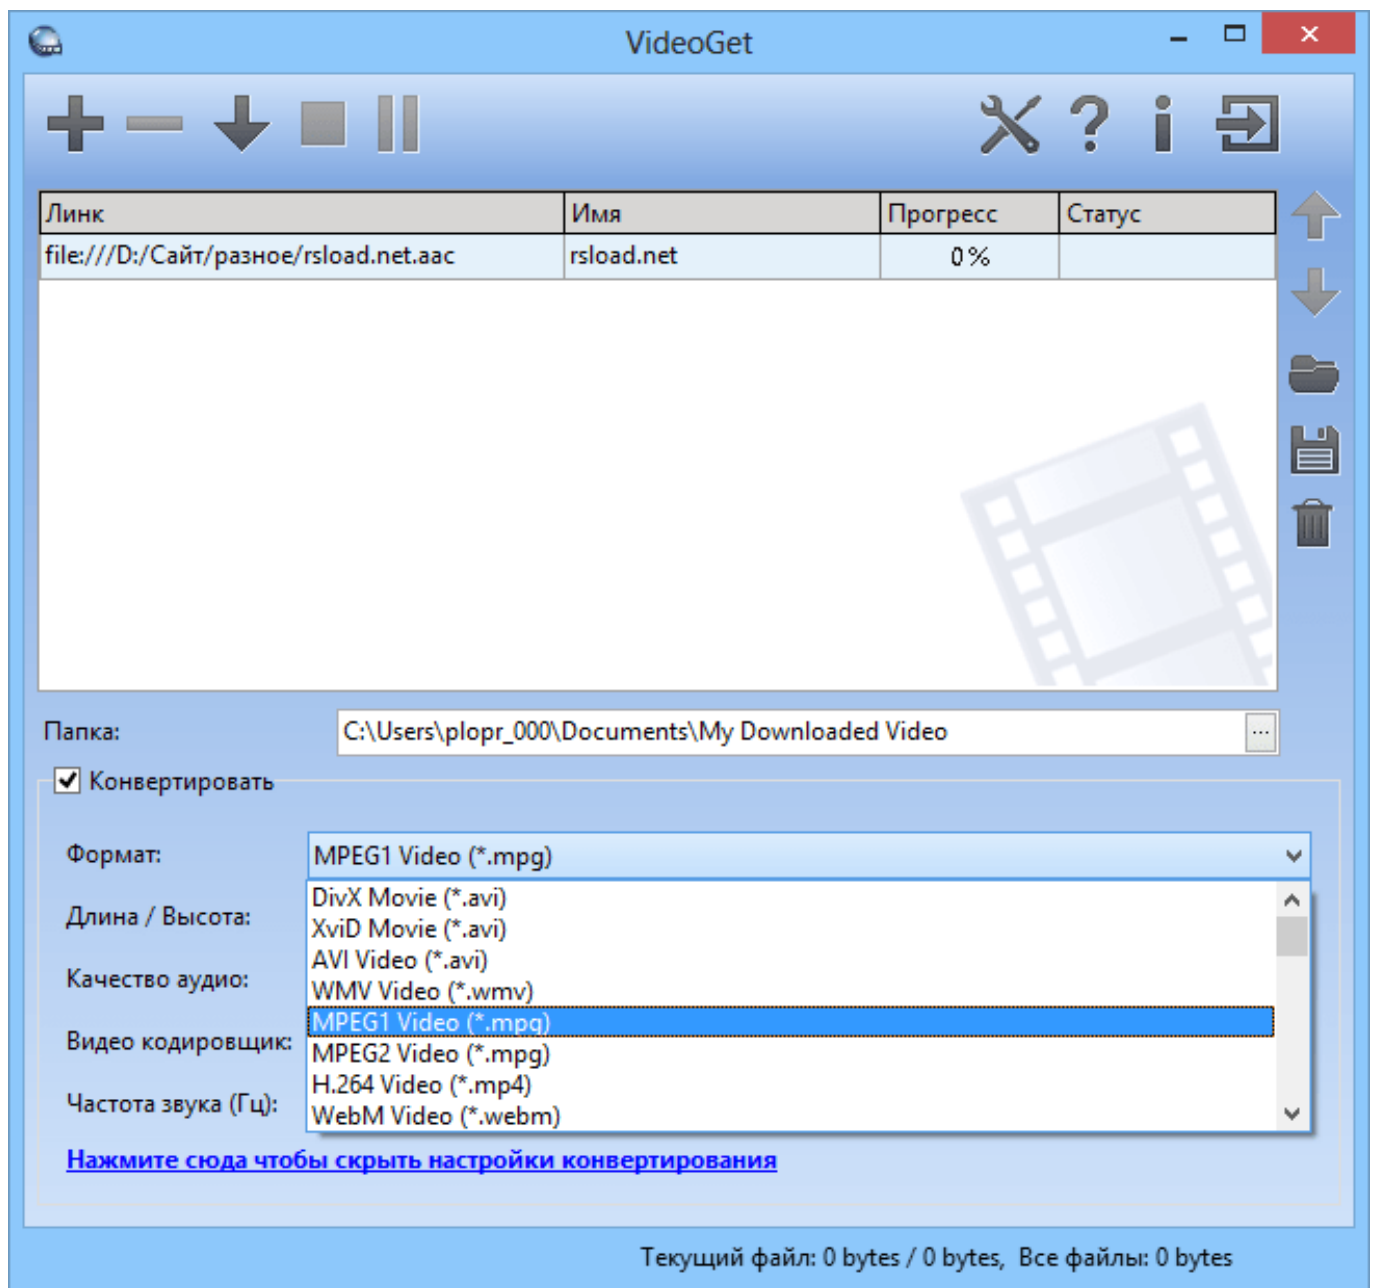 VideoGet
Линк Имя Прогресс Статус
file:///D:/Сайт/разное/rsload.net.aac rsload.net 0%
Папка: C:\Users\plopr_000\Documents\My Downloaded Video ...
Конвертировать
Формат: MPEG1 Video (*.mpg)
DivX Movie (*.avi)
Длина / Высота:
XviD Movie (*.avi)
AVI Video (*.avi)
Качество аудио:
WMV Video (*.wmv)
MPEG1 Video (*.mpg)
Видео кодировщик:
MPEG2 Video (*.mpg)
H.264 Video (*.mp4)
Частота звука (Гц):
WebM Video (*.webm)
Нажмите сюда чтобы скрыть настройки конвертирования
Текущий файл: 0 bytes / 0 bytes, Все файлы: 0 bytes